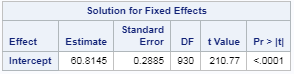 Solution for Fixed Effects
Effect Estimate Standard Error DF t Value Pr > |t|
Intercept 60.8145 0.2885 930 210.77 <.0001